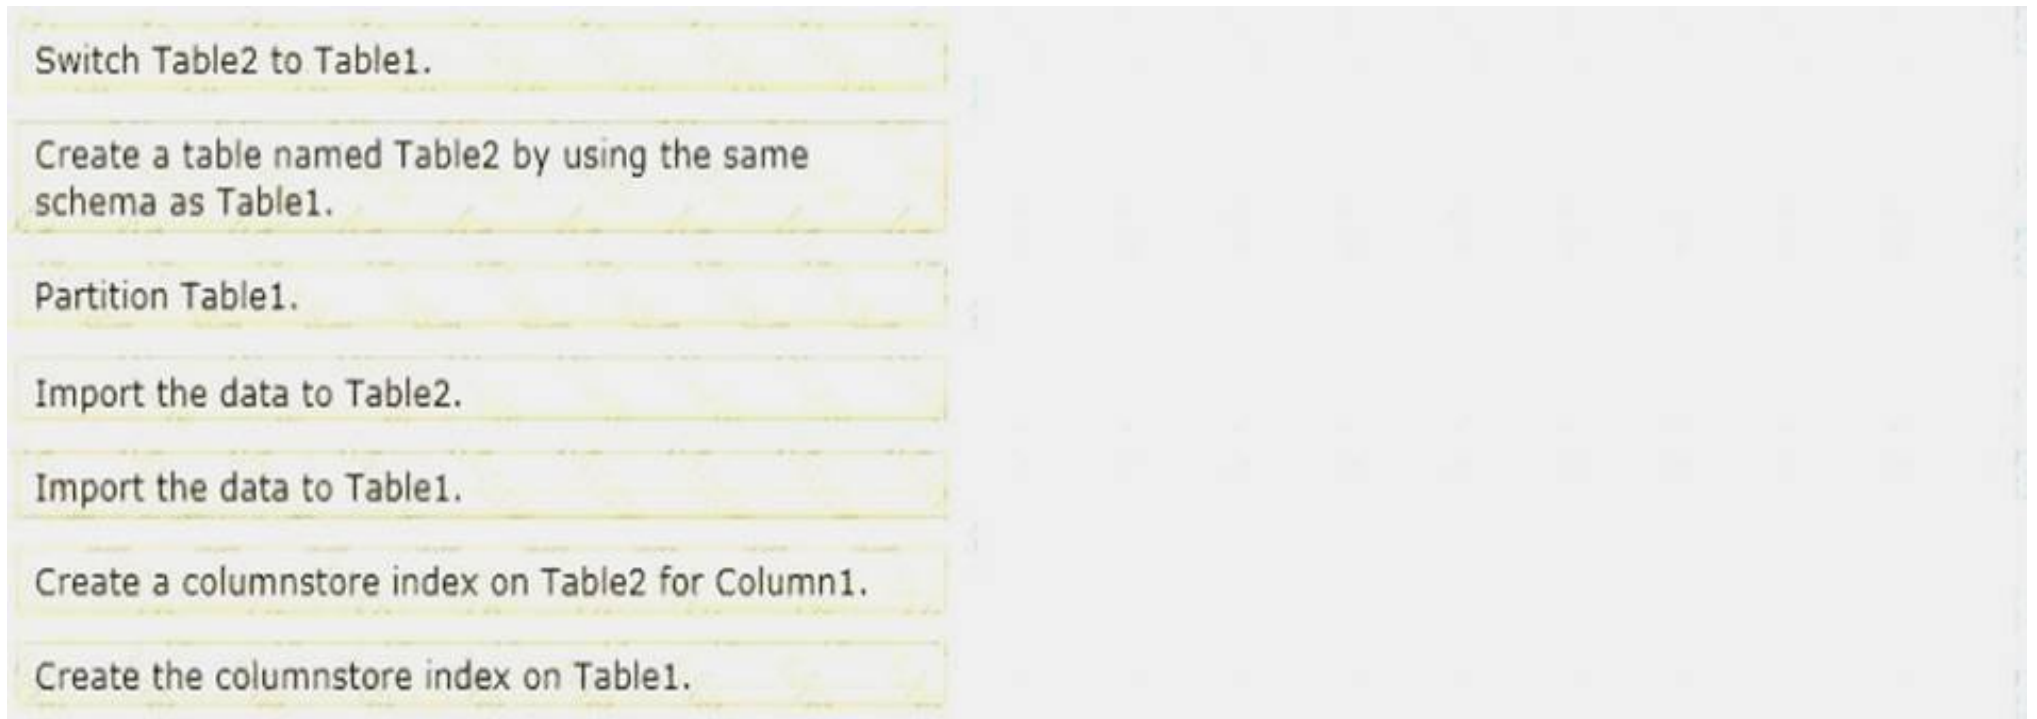 Switch Table2 to Table1.
Create a table named Table2 by using the same
schema as Table1.
Partition Table1.
Import the data to Table2.
Import the data to Table1.
Create a columnstore index on Table2 for Column1.
Create the columnstore index on Table1.